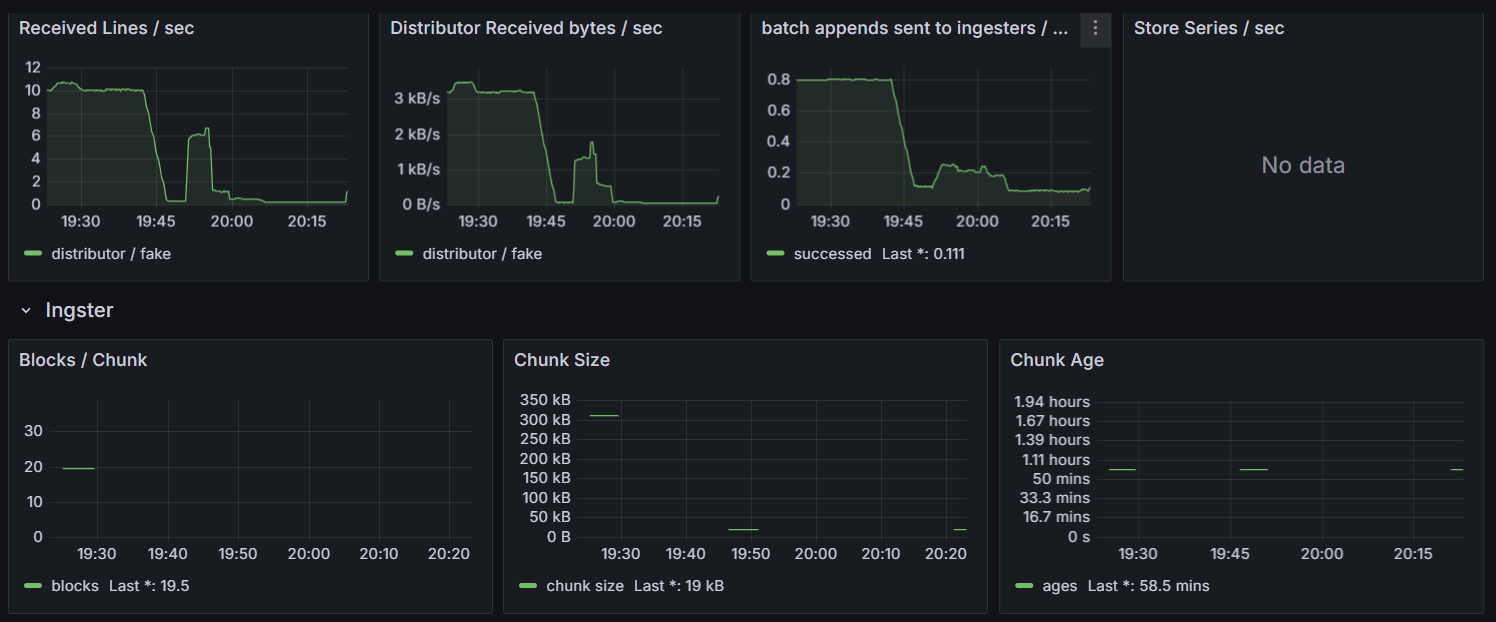 Received Lines / sec
12
10
8
6
4
2
0
19:30 19:45 20:00 20:15
distributor / fake
Distributor Received bytes / sec
3 kB/s
2 kB/s
1 kB/s
0 B/s
19:30 19:45 20:00 20:15
distributor / fake
batch appends sent to ingesters / ...
0.8
0.6
0.4
0.2
0
19:30 19:45 20:00 20:15
successed Last *: 0.111
Store Series / sec
No data
Ingster
Blocks / Chunk
30
20
10
0
19:30 19:40 19:50 20:00 20:10 20:20
blocks Last *: 19.5
Chunk Size
350 kB
300 kB
250 kB
200 kB
150 kB
100 kB
50 kB
0 B
19:30 19:40 19:50 20:00 20:10 20:20
chunk size Last *: 19 kB
Chunk Age
1.94 hours
1.67 hours
1.39 hours
1.11 hours
50 mins
33.3 mins
16.7 mins
0 s
19:30 19:45 20:00 20:15
ages Last *: 58.5 mins